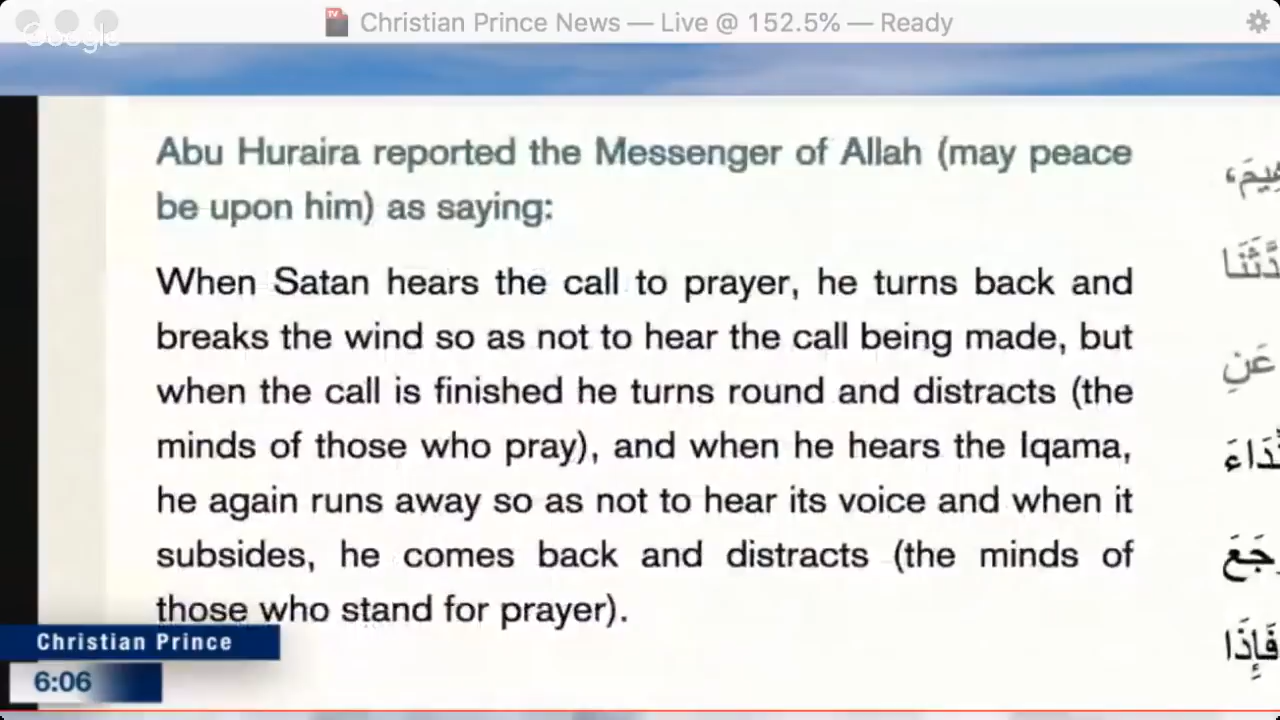 Christian Prince News — Live @ 152.5% — Ready
Google
Abu Huraira reported the Messenger of Allah (may peace
be upon him) as saying:
When Satan hears the call to prayer, he turns back and
breaks the wind so as not to hear the call being made, but
when the call is finished he turns round and distracts (the
minds of those who pray), and when he hears the Iqama,
he again runs away so as not to hear its voice and when it
subsides, he comes back and distracts (the minds of
those who stand for prayer).
عَنِ
فَإِذَا
Christian Prince
6:06